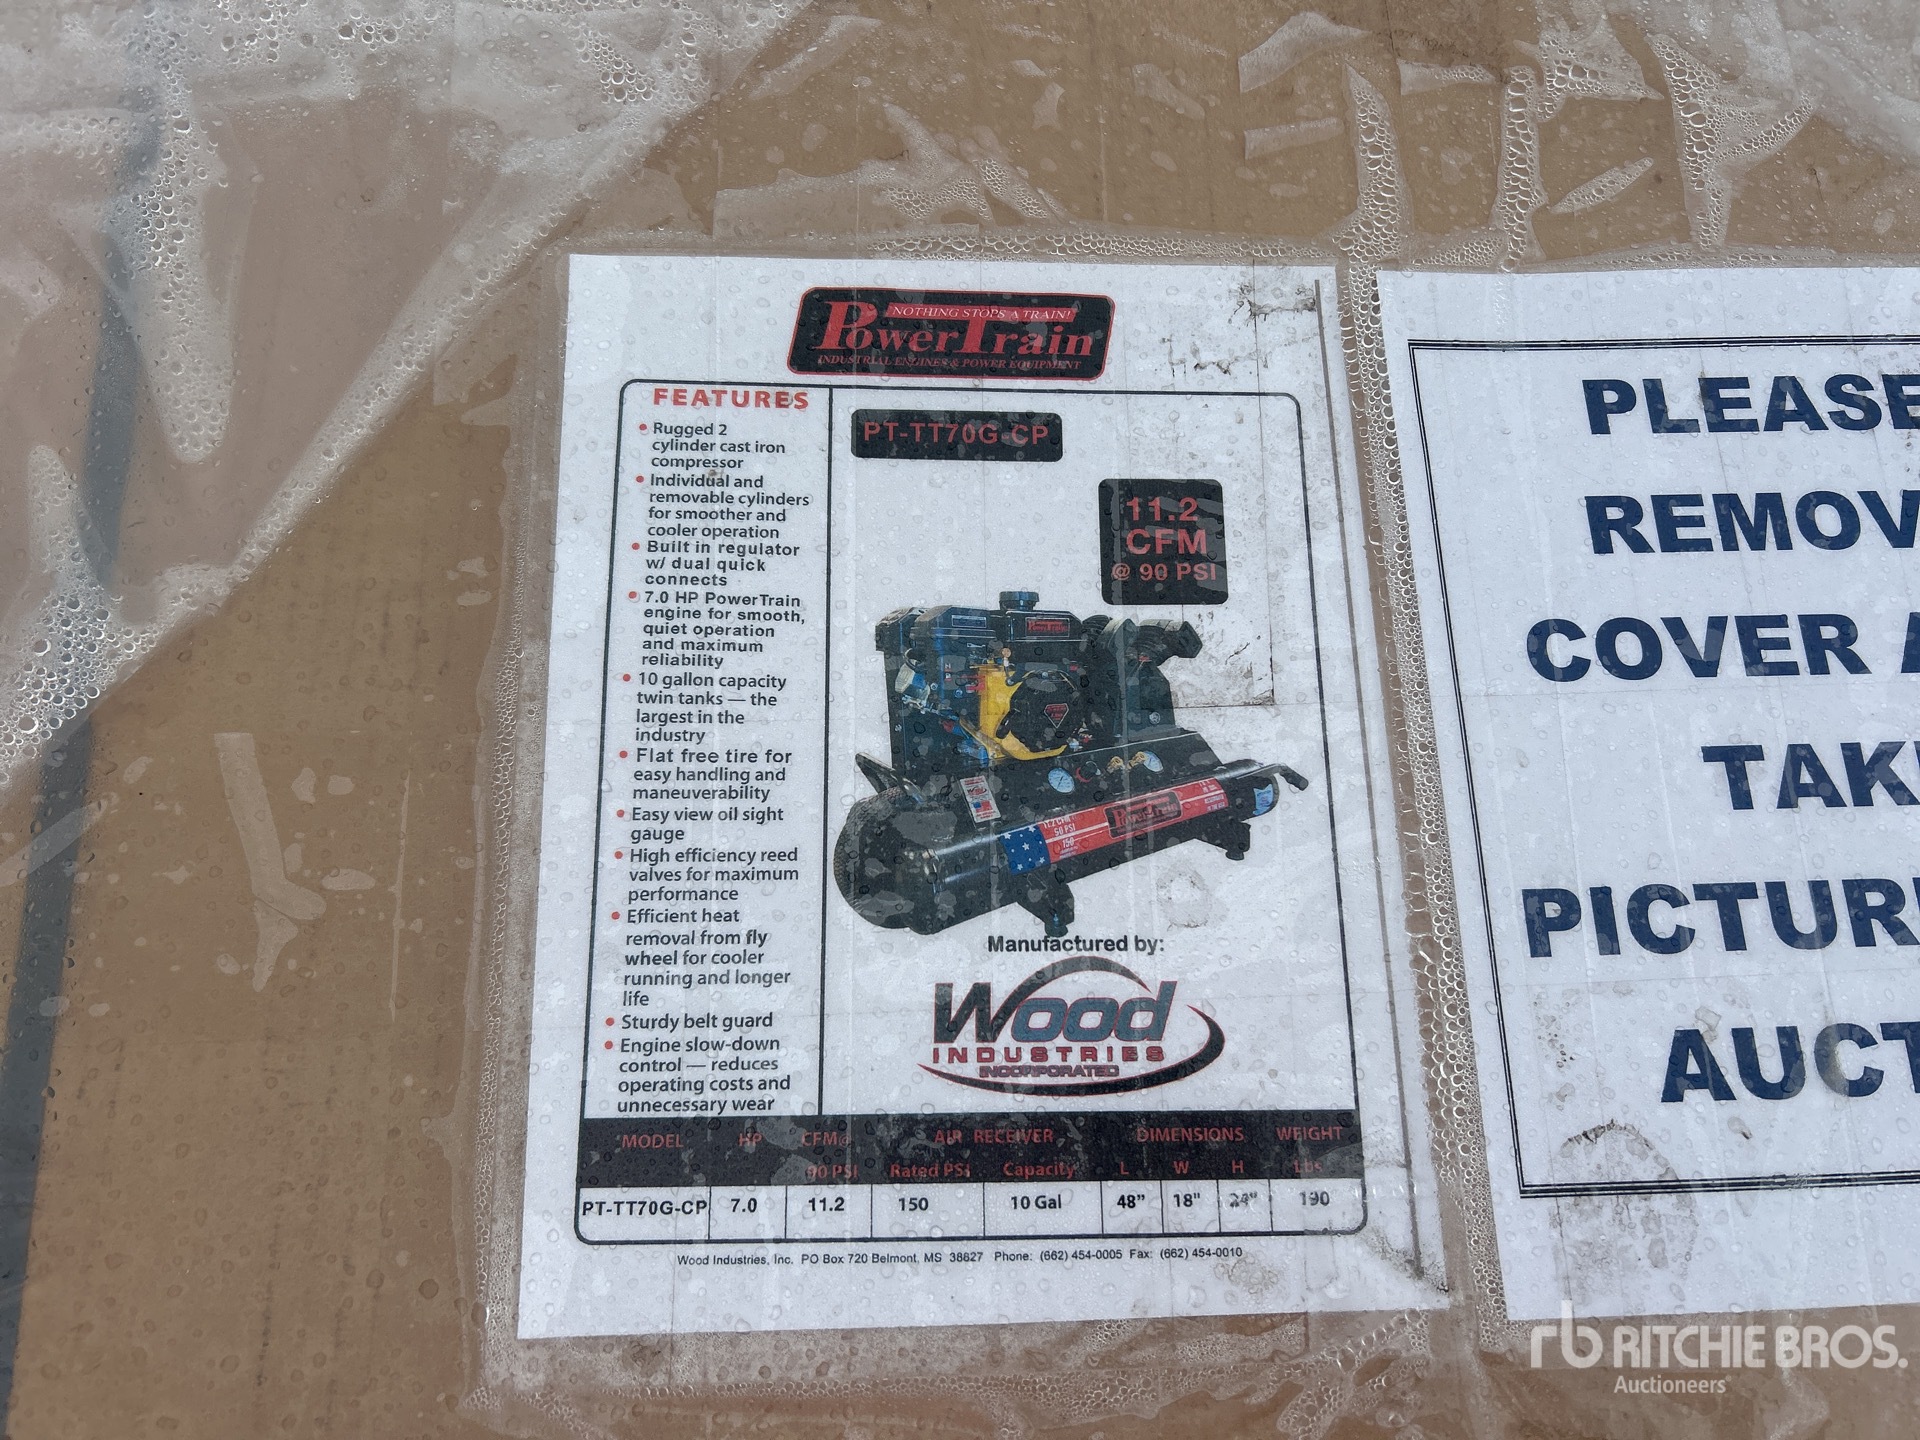 NOTHING STOPS A TRAIN!
PowerTrain
INDUSTRIAL ENGINES & POWER EQUIPMENT
FEATURES
• Rugged 2
cylinder cast iron
compressor
• Individual and
removable cylinders
for smoother and
cooler operation
• Built in regulator
w/ dual quick
connects
• 7.0 HP PowerTrain
engine for smooth,
quiet operation
and maximum
reliability
• 10 gallon capacity
twin tanks — the
largest in the
industry
• Flat free tire for
easy handling and
maneuverability
• Easy view oil sight
gauge
• High efficiency reed
valves for maximum
performance
• Efficient heat
removal from fly
wheel for cooler
running and longer
life
• Sturdy belt guard
• Engine slow-down
control — reduces
operating costs and
unnecessary wear
PT-TT70G-CP
11.2
CFM
@ 90 PSI
PowerTrain
150
PowerTrain
Manufactured by:
Wood
INDUSTRIES
INCORPORATED
MODEL HP CFM@ AIR RECEIVER DIMENSIONS WEIGHT
90 PSI Rated PSI Capacity L W H Lbs
PT-TT70G-CP 7.0 11.2 150 10 Gal 48" 18" 24" 190
Wood Industries, Inc. PO Box 720 Belmont, MS 38827 Phone: (662) 454-0005 Fax: (662) 454-0010
PLEASE
REMOV
COVER
TAK
PICTUR
AUCT
rb RITCHIE BROS.
Auctioneers